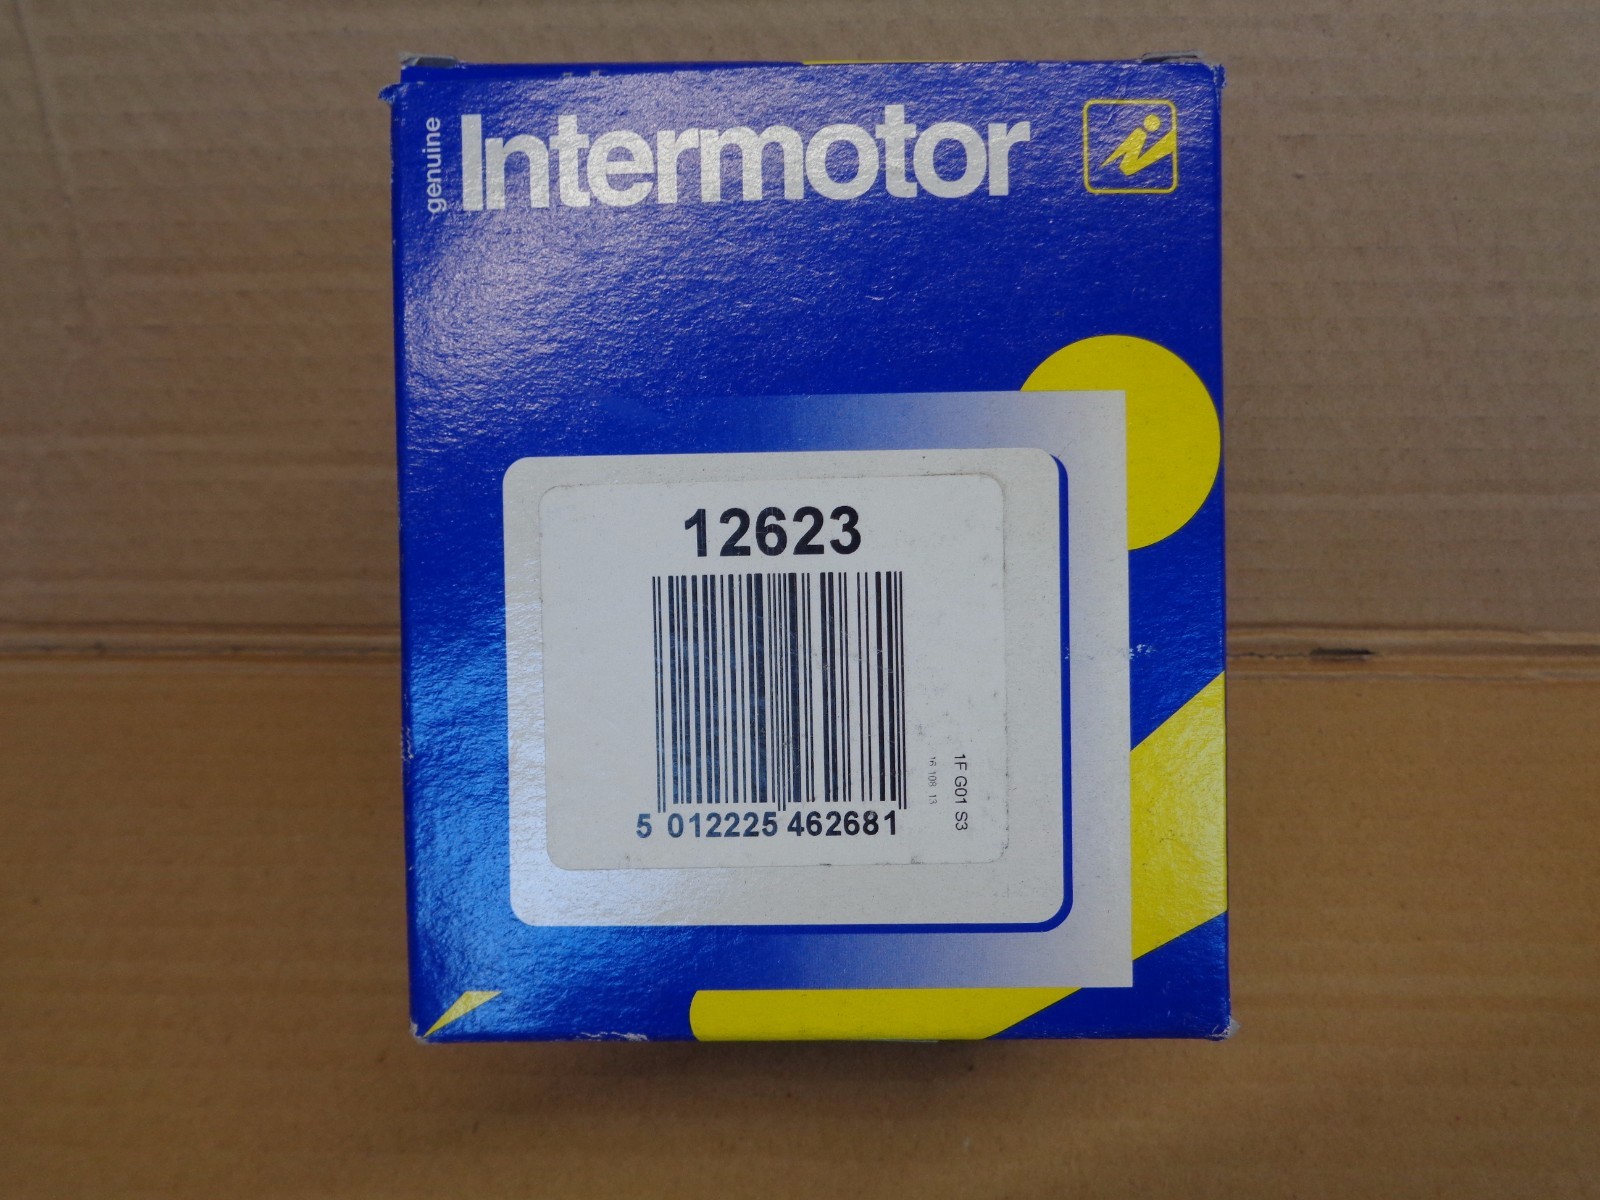 genuine
Intermotor
12623
5 012225 462681
1F G01 S3